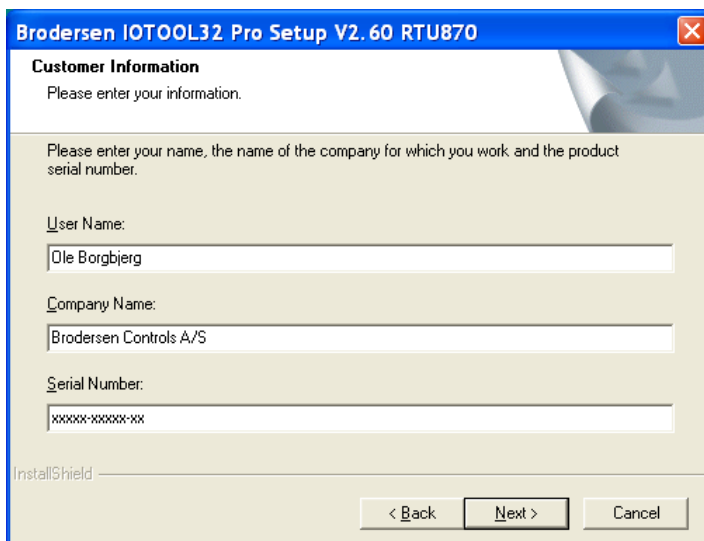 Brodersen IOTOOL32 Pro Setup V2.60 RTU870
Customer Information
Please enter your information.
Please enter your name, the name of the company for which you work and the product
serial number.
User Name:
Ole Borgbjerg
Company Name:
Brodersen Controls A/S
Serial Number:
xxxxx-xxxxx-xx
InstallShield
< Back Next > Cancel